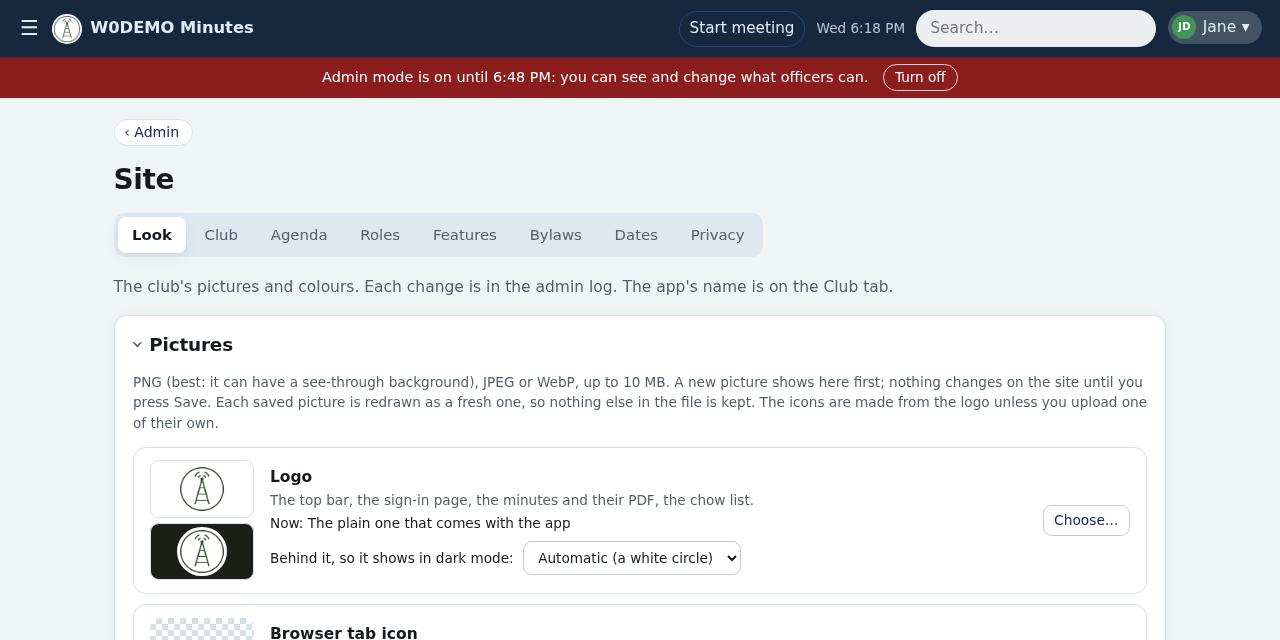 ☰ W0DEMO Minutes Start meeting Wed 6:18 PM Search... JD Jane ▾
Admin mode is on until 6:48 PM: you can see and change what officers can. Turn off
‹ Admin
Site
Look Club Agenda Roles Features Bylaws Dates Privacy
The club's pictures and colours. Each change is in the admin log. The app's name is on the Club tab.
Pictures
PNG (best: it can have a see-through background), JPEG or WebP, up to 10 MB. A new picture shows here first; nothing changes on the site until you
press Save. Each saved picture is redrawn as a fresh one, so nothing else in the file is kept. The icons are made from the logo unless you upload one
of their own.
Logo
The top bar, the sign-in page, the minutes and their PDF, the chow list.
Now: The plain one that comes with the app
Choose...
Behind it, so it shows in dark mode: Automatic (a white circle)
Browser tab icon